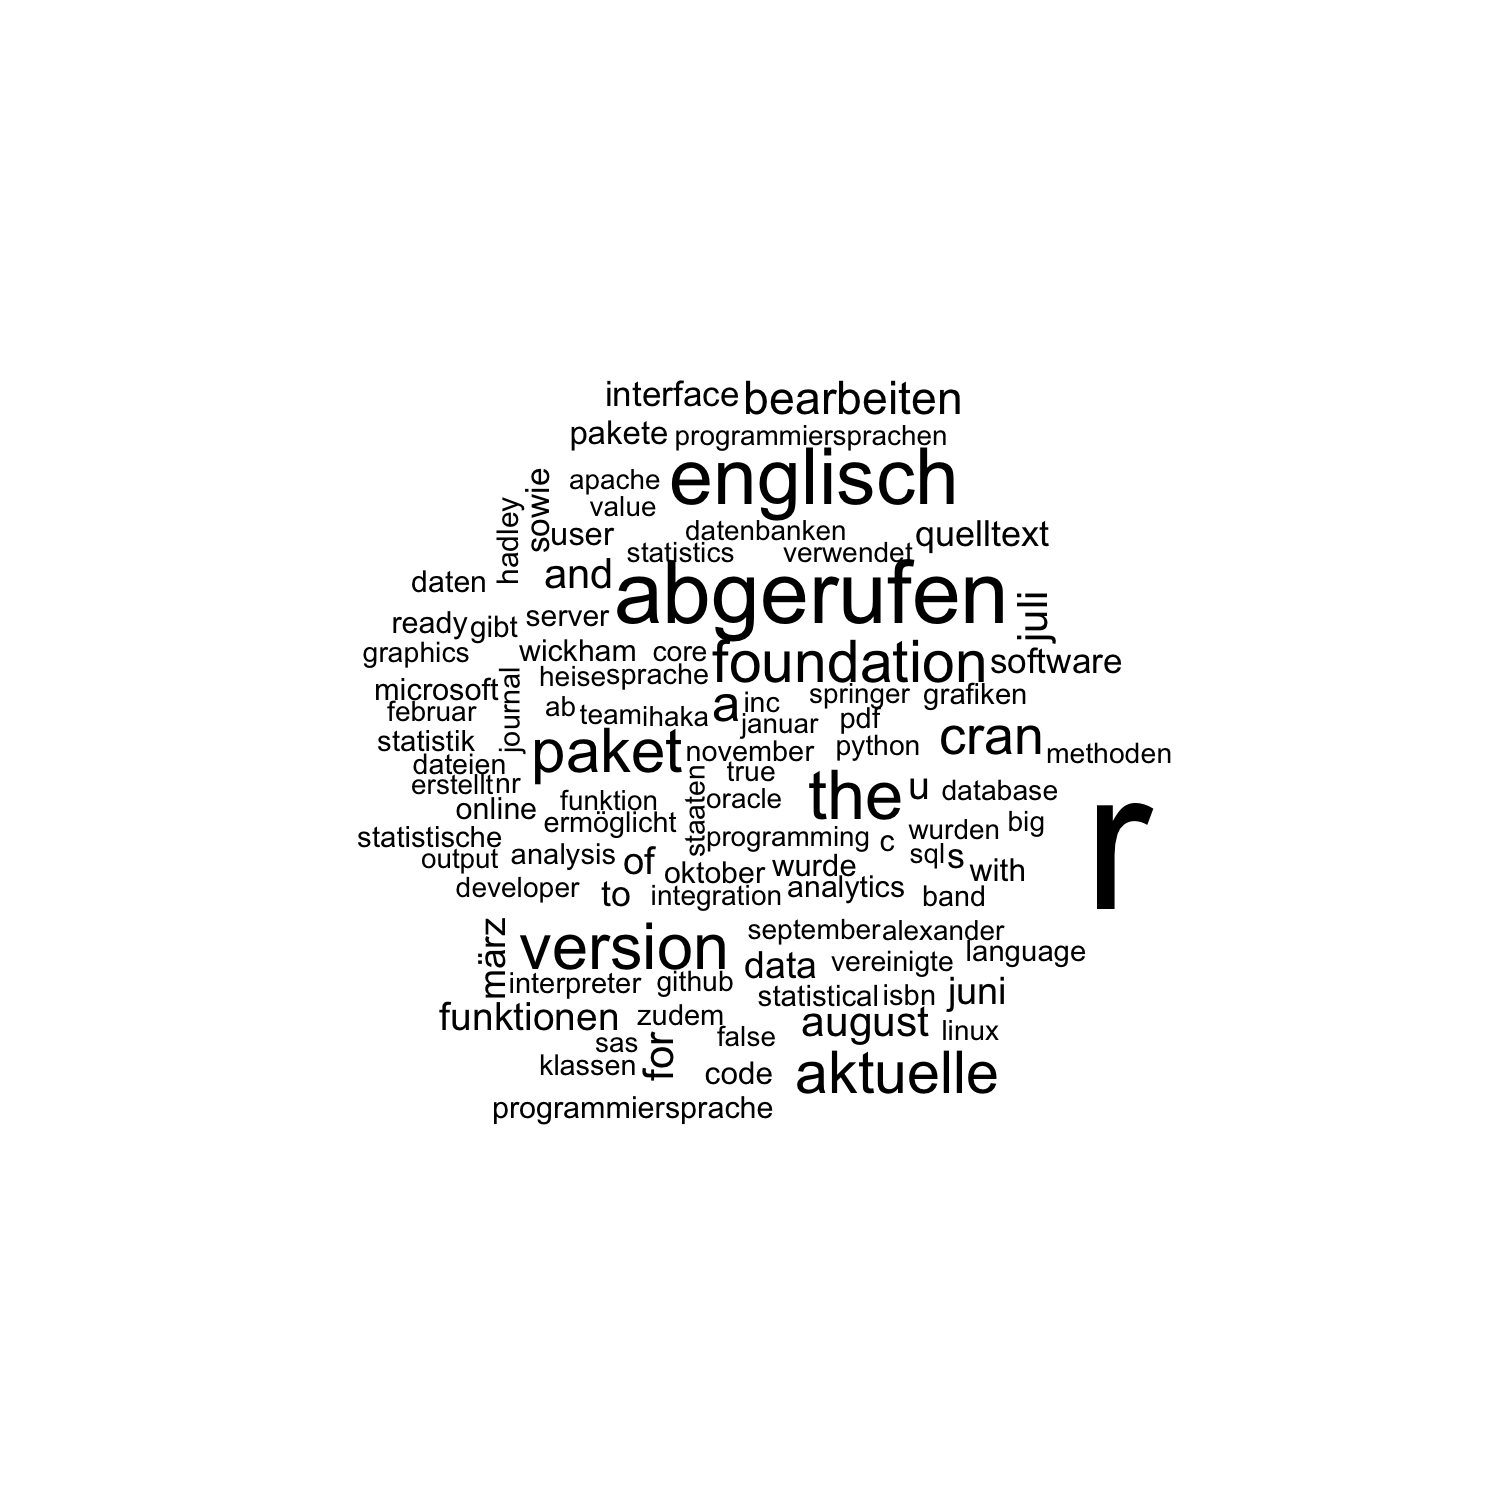 interface bearbeiten
pakete programmiersprachen
englisch
sowie apache
hadley value
user datenbanken quelltext
statistics verwendet
daten and abgerufen juli
ready gibt server
graphics wickham core foundation software
heise sprache
microsoft journal springer grafiken
februar ab team ihaka a inc januar pdf
statistik paket november python cran methoden
dateien true
erstellt nr staaten the u database r
online funktion oracle
statistische ermöglicht programming c wurden big
output analysis of oktober wurde sql s with
developer to integration analytics band
märz version september alexander
data vereinigte language
interpreter github statistical isbn juni
funktionen zudem august linux
sas for false
klassen code aktuelle
programmiersprache